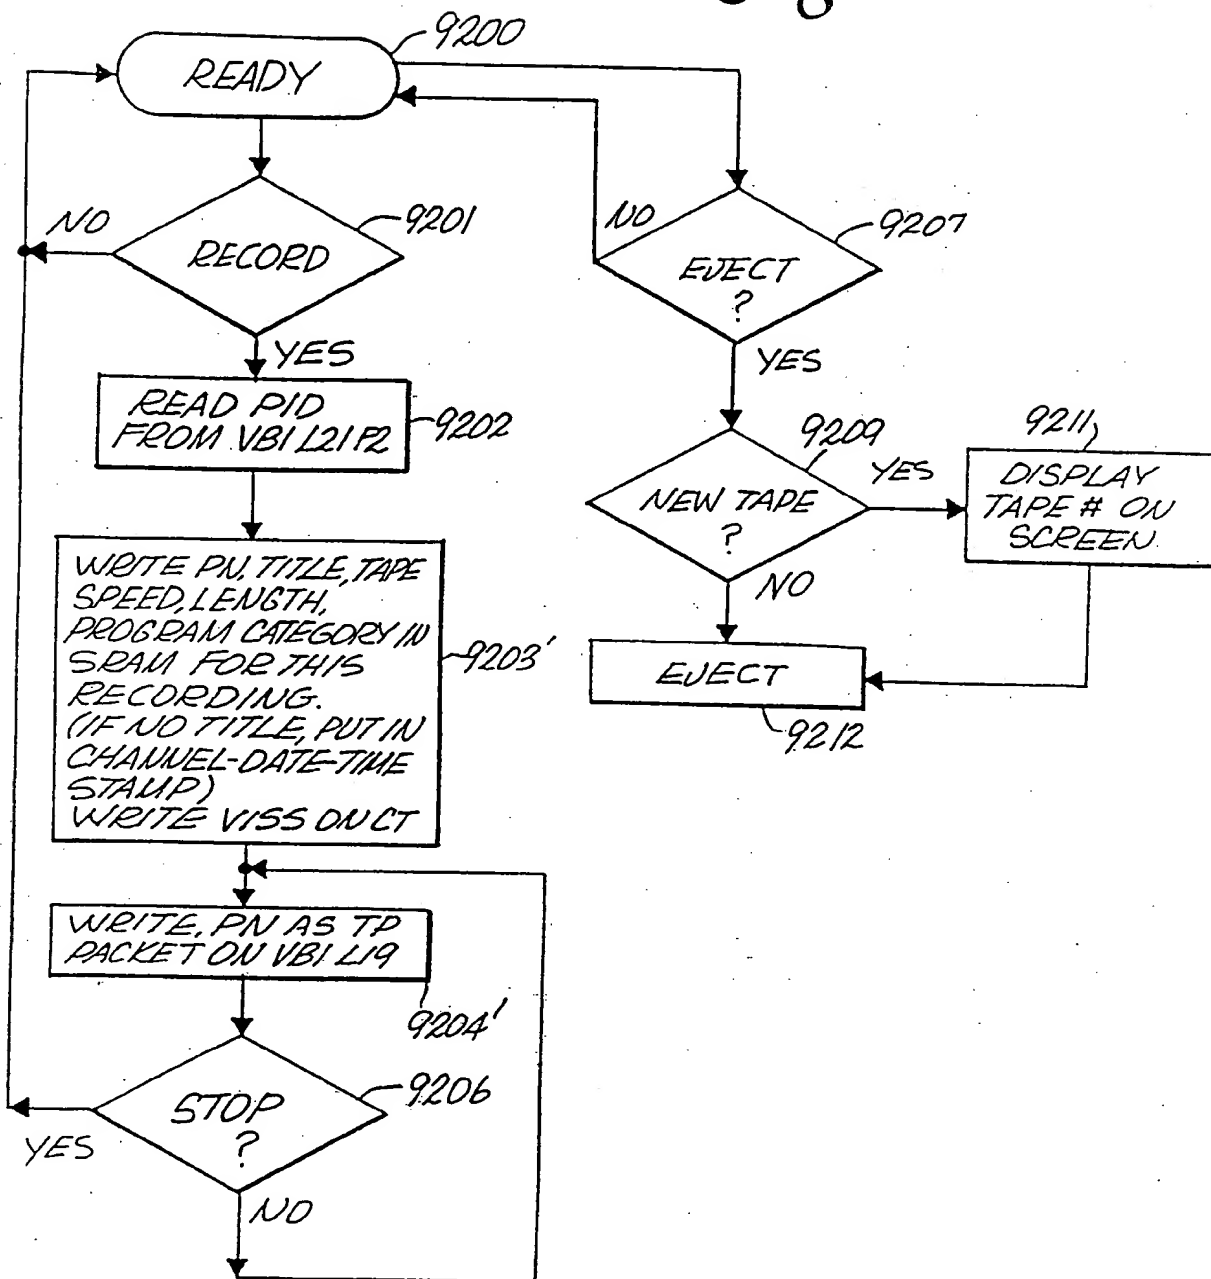 9200
READY
NO
9201
RECORD
YES
READ PID
FROM VBI L21F2
9202
WRITE PN, TITLE, TAPE
SPEED, LENGTH,
PROGRAM CATEGORY IN
SRAM FOR THIS
RECORDING.
(IF NO TITLE, PUT IN
CHANNEL-DATE-TIME
STAMP)
WRITE VISS ON CT
9203'
WRITE, PN AS TP
PACKET ON VBI L19
9204'
STOP
?
9206
YES
NO
NO
9207
EJECT
?
YES
9209
NEW TAPE
?
YES
NO
9211
DISPLAY
TAPE # ON
SCREEN.
EJECT
9212